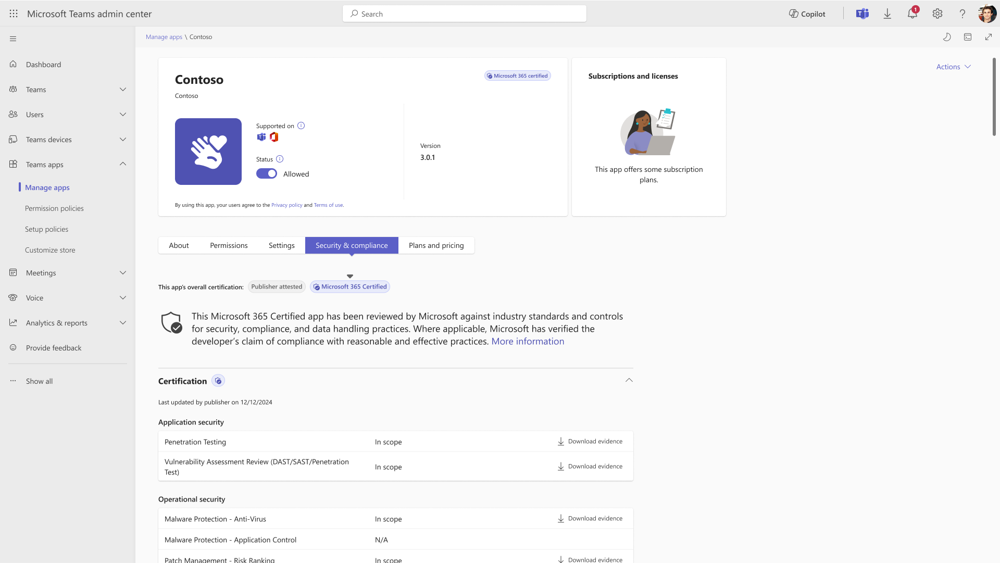 Microsoft Teams admin center
Search
Copilot
1
Manage apps \ Contoso
Dashboard
Teams
Users
Teams devices
Teams apps
Manage apps
Permission policies
Setup policies
Customize store
Meetings
Voice
Analytics & reports
Provide feedback
Show all
Actions
Contoso
Microsoft 365 certified
Contoso
Supported on
Status
Allowed
Version
3.0.1
By using this app, your users agree to the Privacy policy and Terms of use.
Subscriptions and licenses
This app offers some subscription
plans.
About
Permissions
Settings
Security & compliance
Plans and pricing
This app's overall certification: Publisher attested Microsoft 365 Certified
This Microsoft 365 Certified app has been reviewed by Microsoft against industry standards and controls
for security, compliance, and data handling practices. Where applicable, Microsoft has verified the
developer's claim of compliance with reasonable and effective practices. More information
Certification
Last updated by publisher on 12/12/2024
Application security
Penetration Testing In scope Download evidence
Vulnerability Assessment Review (DAST/SAST/Penetration
Test) In scope Download evidence
Operational security
Malware Protection - Anti-Virus In scope Download evidence
Malware Protection - Application Control N/A
Patch Management - Risk Ranking In scope Download evidence